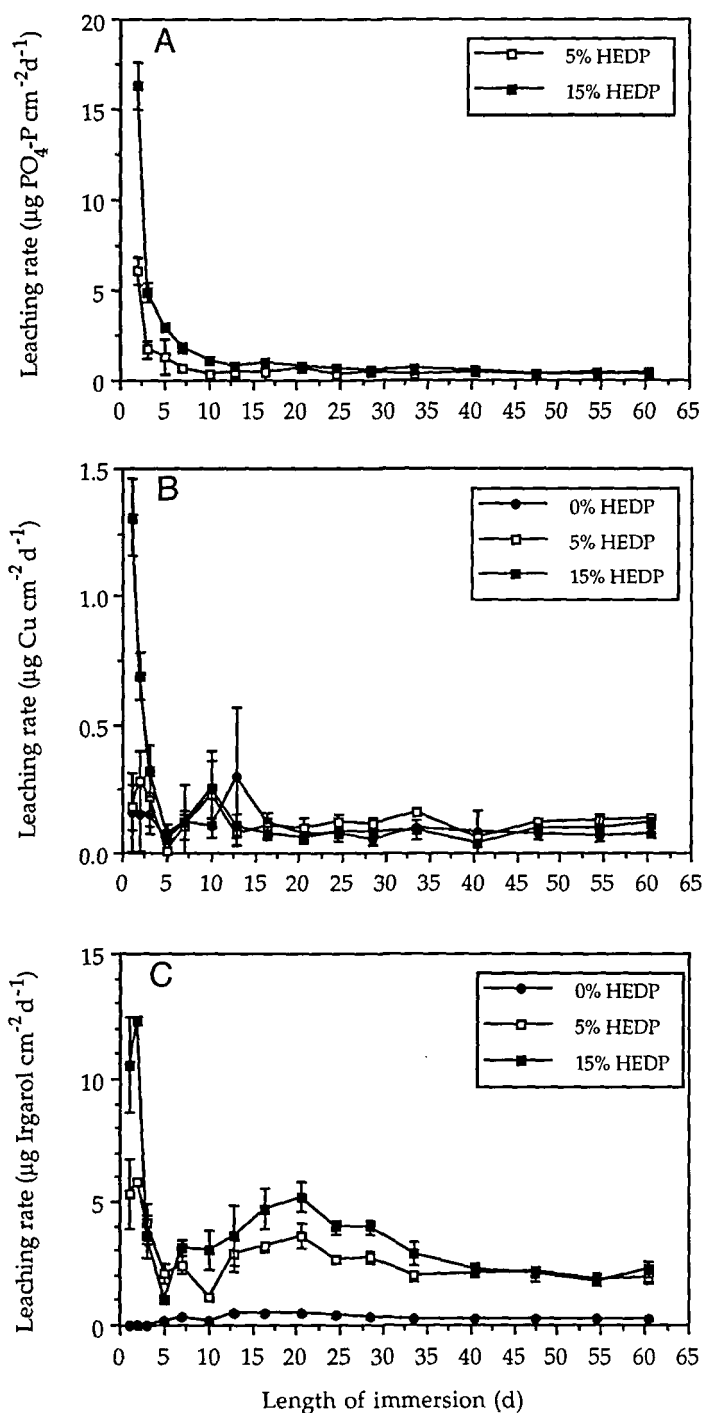 A
Leaching rate (µg PO4-P cm-2d-1)
20
15
10
5
0
5% HEDP
15% HEDP
0 5 10 15 20 25 30 35 40 45 50 55 60 65
B
Leaching rate (µg Cu cm-2 d-1)
1.5
1.0
0.5
0.0
0% HEDP
5% HEDP
15% HEDP
0 5 10 15 20 25 30 35 40 45 50 55 60 65
C
Leaching rate (µg Irgarol cm-2 d-1)
15
10
5
0
0% HEDP
5% HEDP
15% HEDP
0 5 10 15 20 25 30 35 40 45 50 55 60 65
Length of immersion (d)